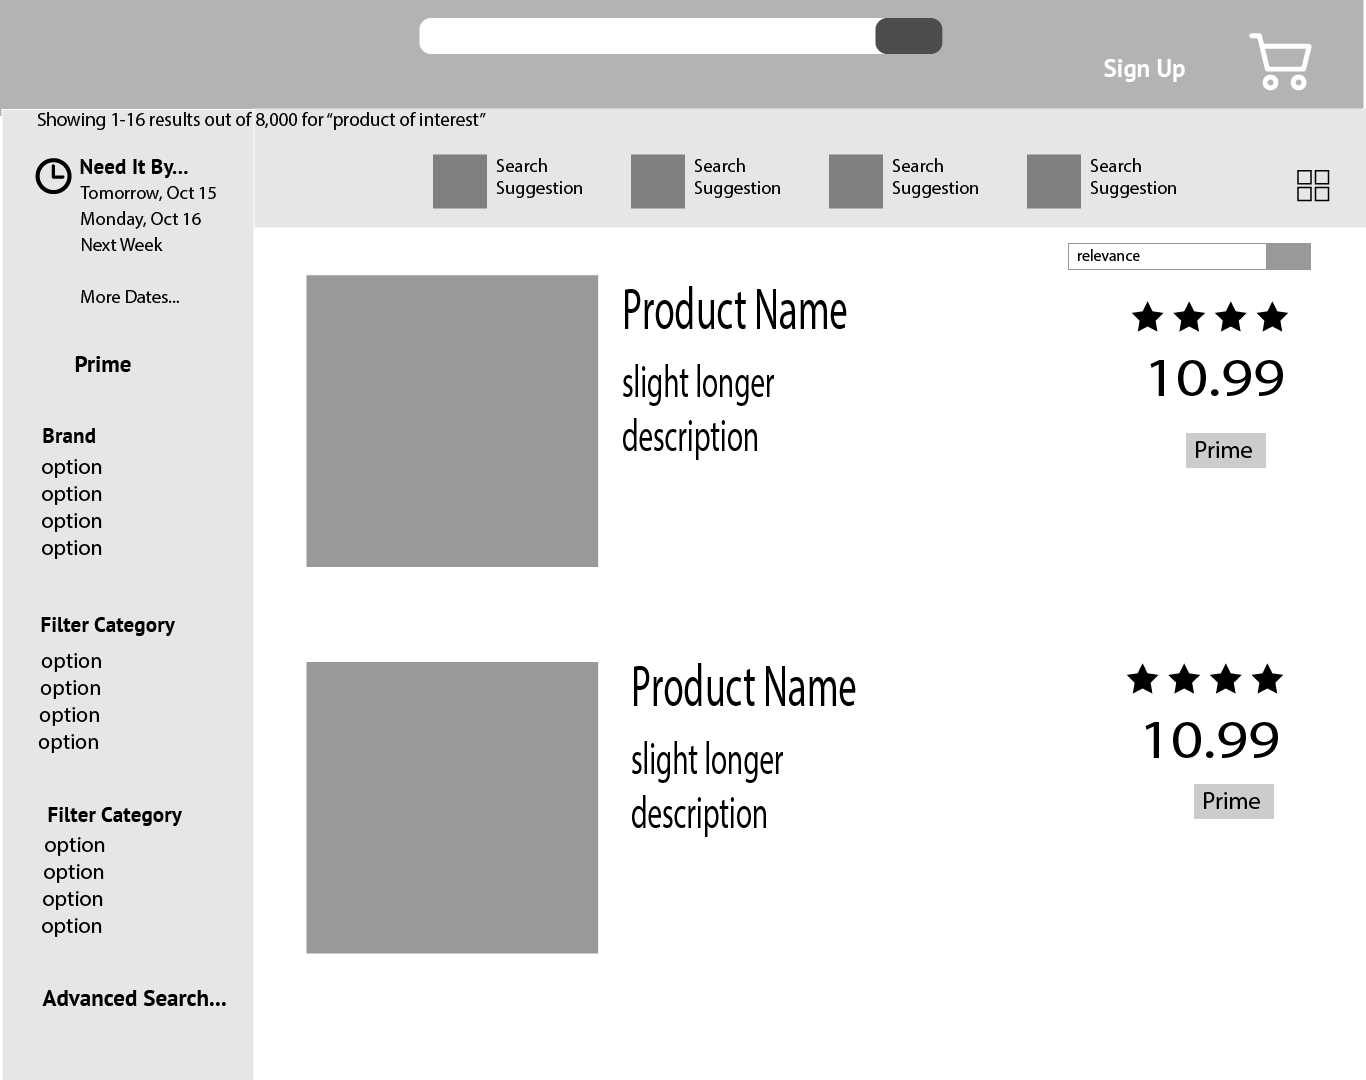 Sign Up
Showing 1-16 results out of 8,000 for “product of interest”
Need It By...
Tomorrow, Oct 15
Monday, Oct 16
Next Week
More Dates...
Prime
Brand
option
option
option
option
Filter Category
option
option
option
option
Filter Category
option
option
option
option
Advanced Search...
Search
Suggestion
Search
Suggestion
Search
Suggestion
Search
Suggestion
relevance
Product Name
slight longer
description
10.99
Prime
Product Name
slight longer
description
10.99
Prime